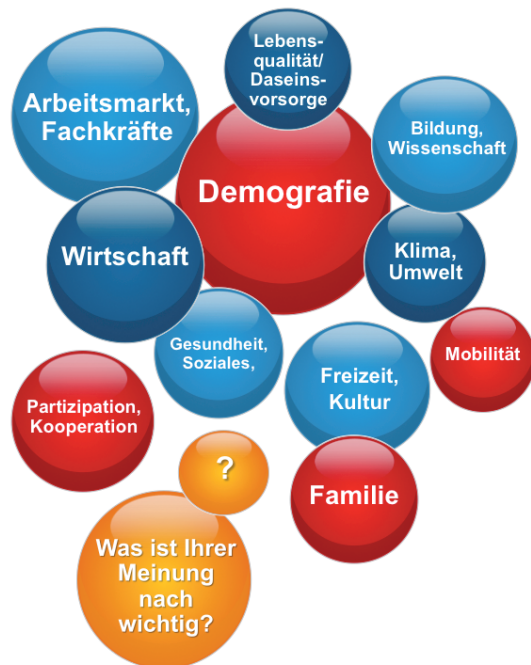 Lebens-
qualität/
Daseins-
vorsorge
Arbeitsmarkt,
Fachkräfte
Bildung,
Wissenschaft
Demografie
Wirtschaft
Klima,
Umwelt
Gesundheit,
Soziales,
Mobilität
Freizeit,
Kultur
Partizipation,
Kooperation
?
Familie
Was ist Ihrer
Meinung
nach
wichtig?